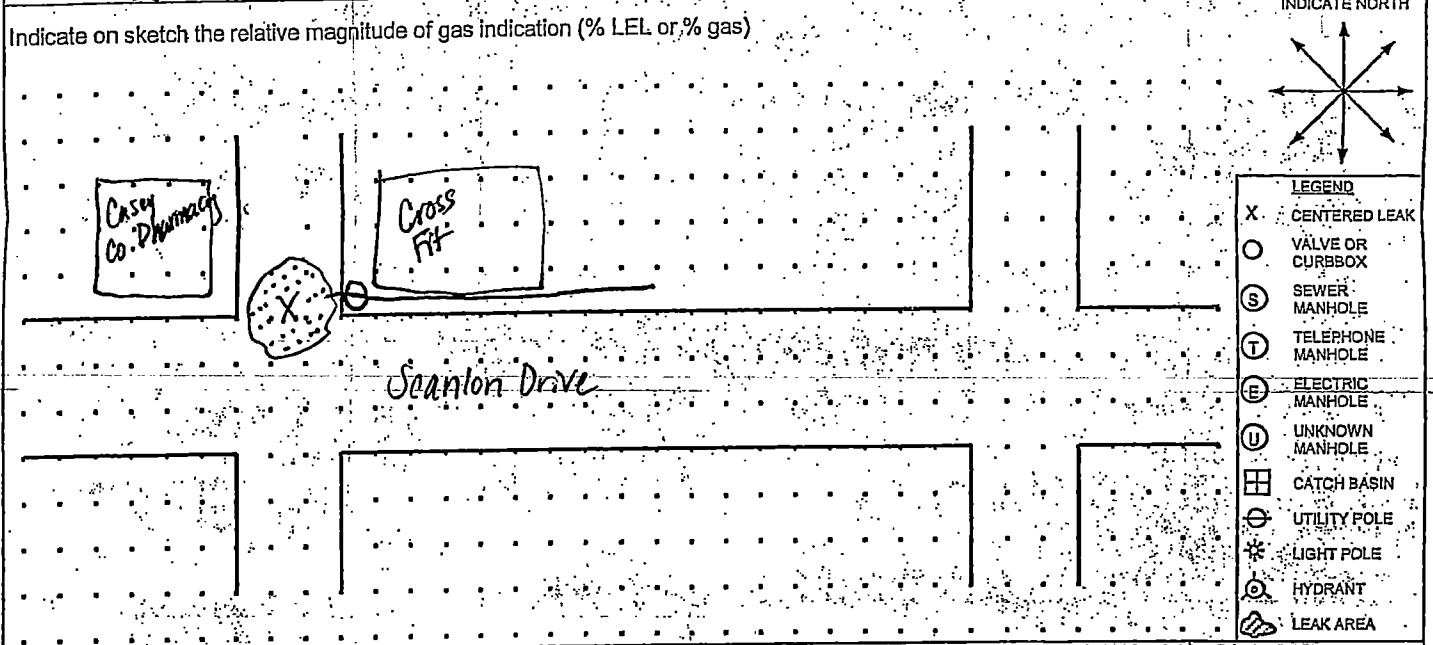 INDICATE NORTH
Indicate on sketch the relative magnitude of gas indication (% LEL or % gas)
Casey
Co. Pharmacy
Cross
Fit
X
Scanlon Drive
LEGEND
X CENTERED LEAK
VALVE OR
CURBBOX
S SEWER
MANHOLE
T TELEPHONE
MANHOLE
E ELECTRIC
MANHOLE
U UNKNOWN
MANHOLE
CATCH BASIN
UTILITY POLE
LIGHT POLE
HYDRANT
LEAK AREA